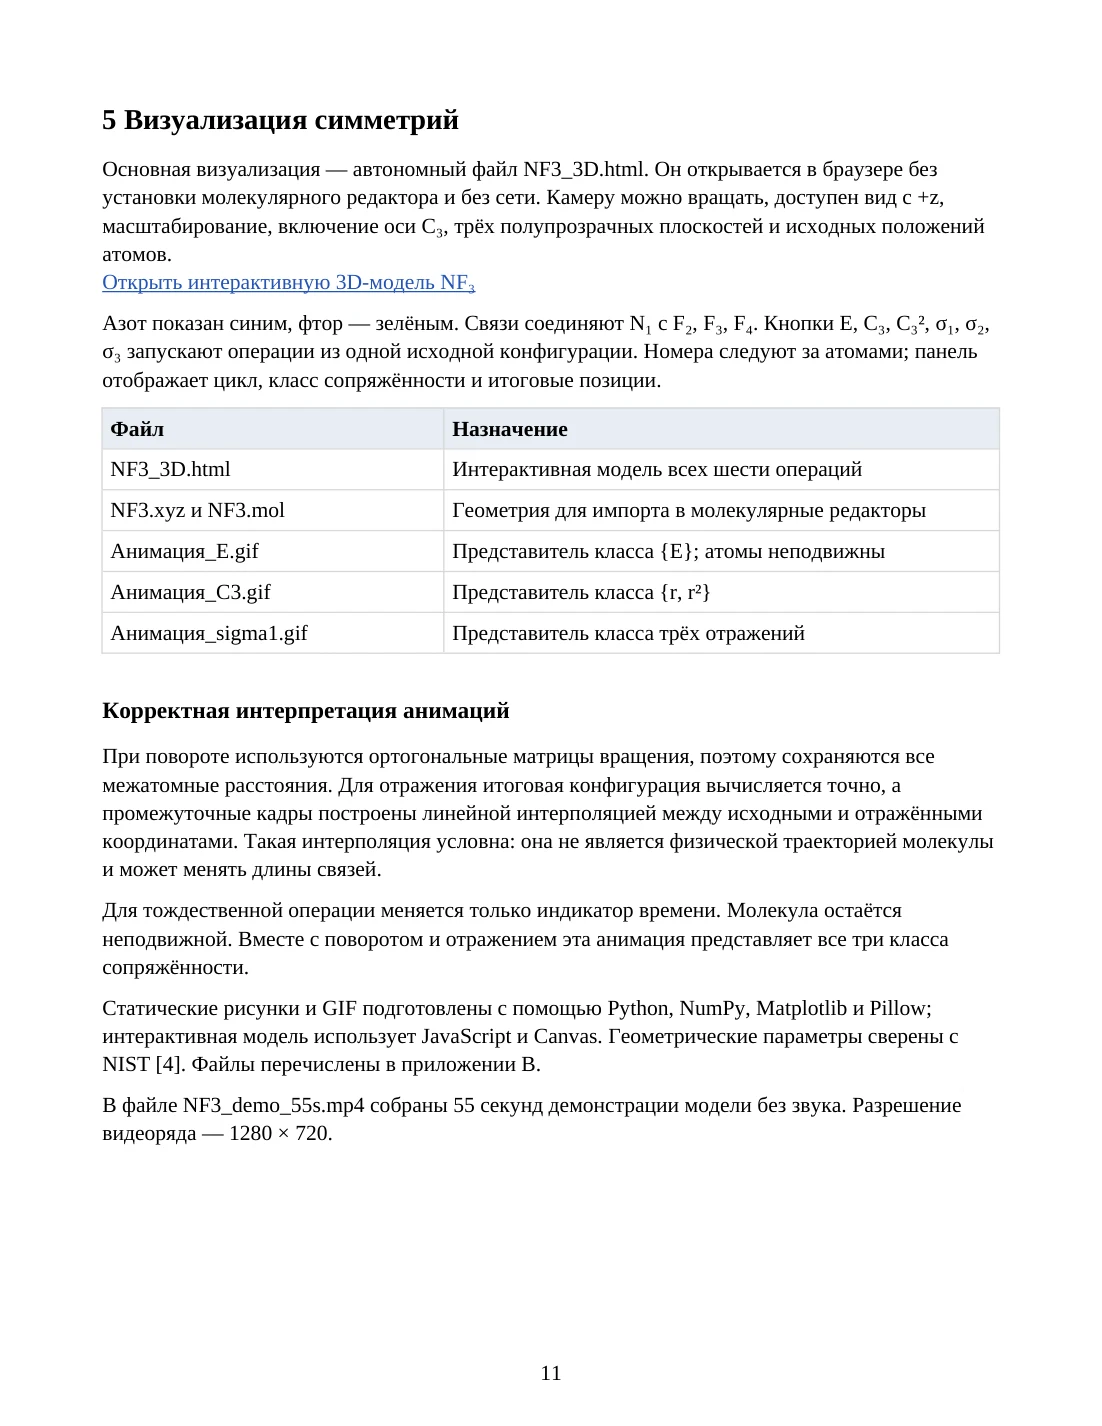 5 Визуализация симметрий
Основная визуализация — автономный файл NF3_3D.html. Он открывается в браузере без
установки молекулярного редактора и без сети. Камеру можно вращать, доступен вид с +z,
масштабирование, включение оси C₃, трёх полупрозрачных плоскостей и исходных положений
атомов.
Открыть интерактивную 3D-модель NF₃
Азот показан синим, фтор — зелёным. Связи соединяют N₁ с F₂, F₃, F₄. Кнопки E, C₃, C₃², σ₁, σ₂,
σ₃ запускают операции из одной исходной конфигурации. Номера следуют за атомами; панель
отображает цикл, класс сопряжённости и итоговые позиции.
Файл Назначение
NF3_3D.html Интерактивная модель всех шести операций
NF3.xyz и NF3.mol Геометрия для импорта в молекулярные редакторы
Анимация_E.gif Представитель класса {E}; атомы неподвижны
Анимация_C3.gif Представитель класса {r, r²}
Анимация_sigma1.gif Представитель класса трёх отражений
Корректная интерпретация анимаций
При повороте используются ортогональные матрицы вращения, поэтому сохраняются все
межатомные расстояния. Для отражения итоговая конфигурация вычисляется точно, а
промежуточные кадры построены линейной интерполяцией между исходными и отражёнными
координатами. Такая интерполяция условна: она не является физической траекторией молекулы
и может менять длины связей.
Для тождественной операции меняется только индикатор времени. Молекула остаётся
неподвижной. Вместе с поворотом и отражением эта анимация представляет все три класса
сопряжённости.
Статические рисунки и GIF подготовлены с помощью Python, NumPy, Matplotlib и Pillow;
интерактивная модель использует JavaScript и Canvas. Геометрические параметры сверены с
NIST [4]. Файлы перечислены в приложении B.
В файле NF3_demo_55s.mp4 собраны 55 секунд демонстрации модели без звука. Разрешение
видеоряда — 1280 × 720.
11